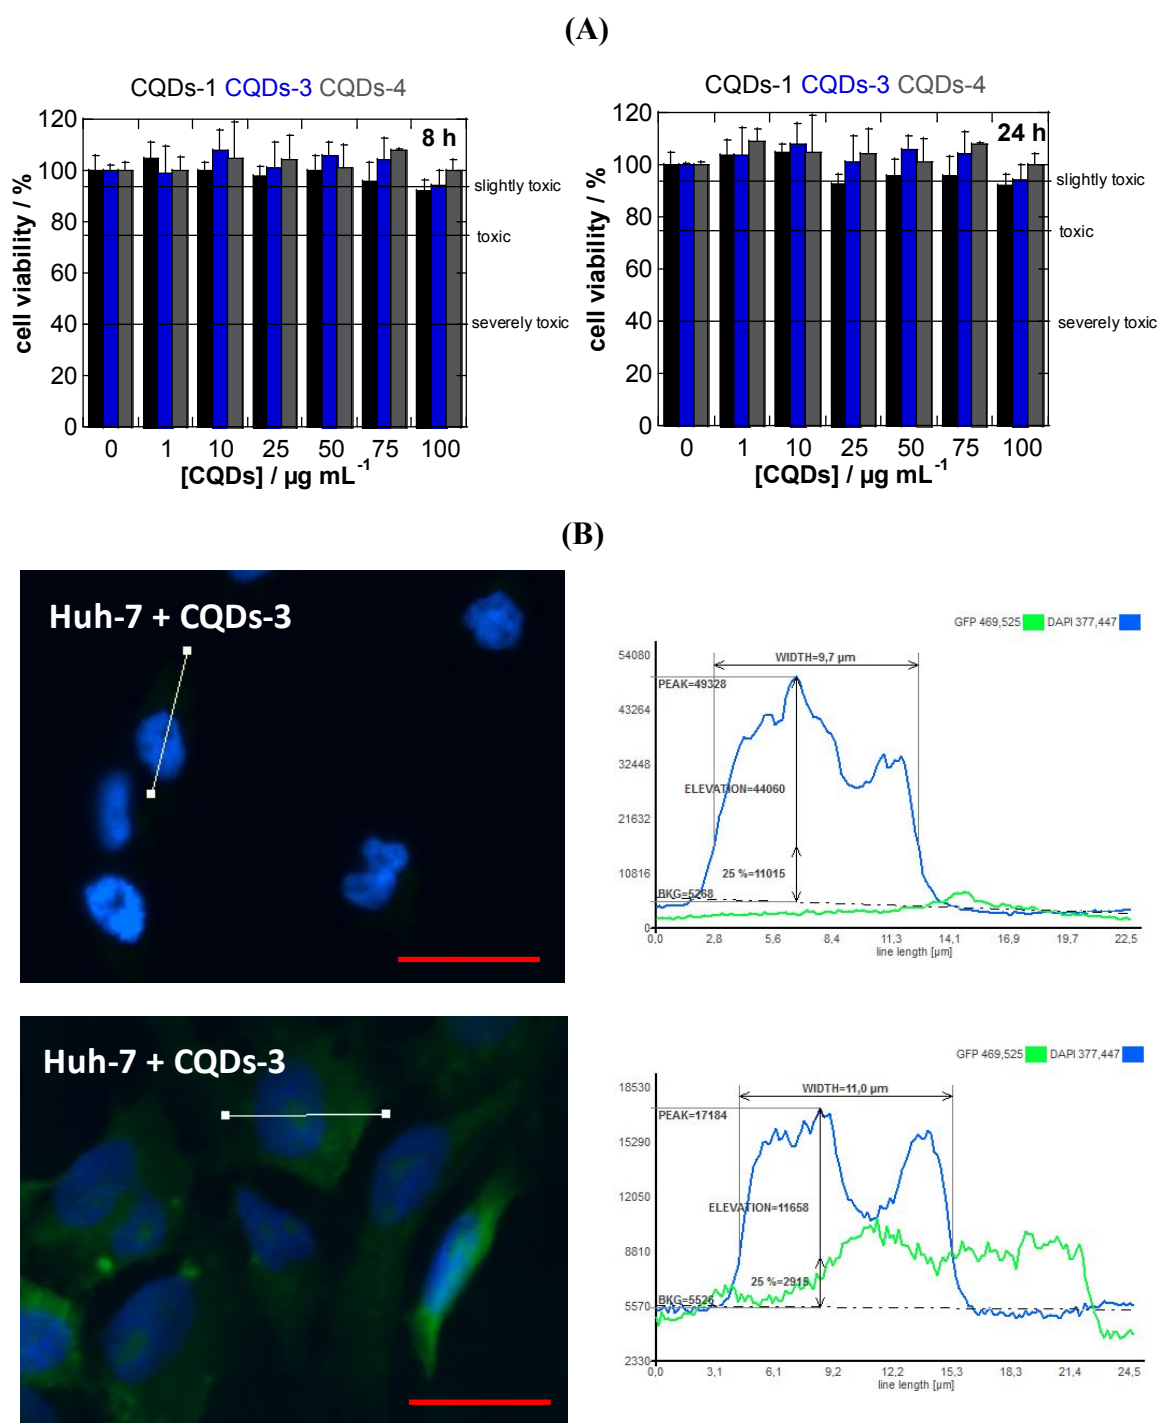 (A)
CQDs-1 CQDs-3 CQDs-4
120
100
80
60
40
20
0
cell viability / %
8 h
slightly toxic
toxic
severely toxic
0 1 10 25 50 75 100
[CQDs] / µg mL⁻¹
CQDs-1 CQDs-3 CQDs-4
120
100
80
60
40
20
0
cell viability / %
24 h
slightly toxic
toxic
severely toxic
0 1 10 25 50 75 100
[CQDs] / µg mL⁻¹
(B)
Huh-7 + CQDs-3
GFP 469,525 DAPI 377,447
54080
43264
32448
21632
10816
0
WIDTH=9,7 µm
PEAK=49328
ELEVATION=44060
25 %=11015
BKG=5268
0,0 2,8 5,6 8,4 11,3 14,1 16,9 19,7 22,5
line length [µm]
Huh-7 + CQDs-3
GFP 469,525 DAPI 377,447
18530
15290
12050
8810
5570
2330
WIDTH=11,0 µm
PEAK=17184
ELEVATION=11658
25 %=2915
BKG=5526
0,0 3,1 6,1 9,2 12,2 15,3 18,3 21,4 24,5
line length [µm]